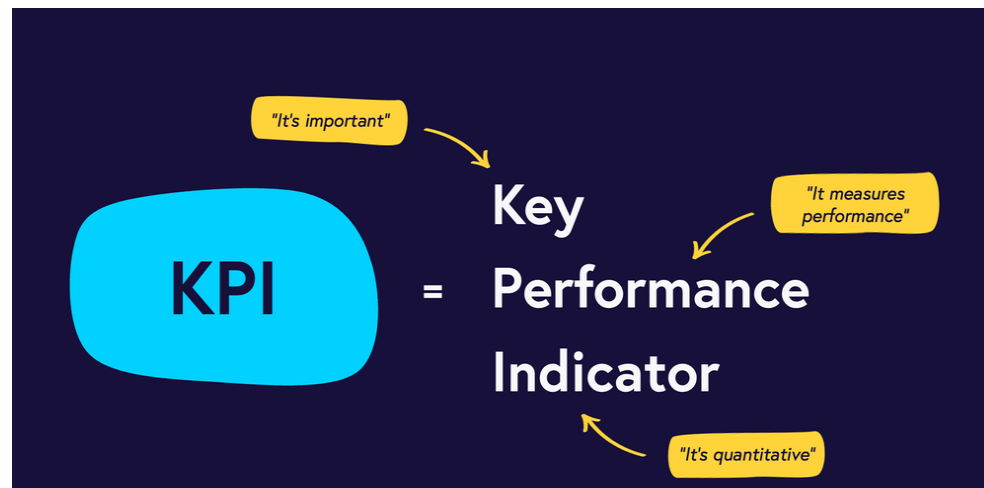 "It's important"
Key
"It measures
performance"
KPI
=
Performance
Indicator
"It's quantitative"